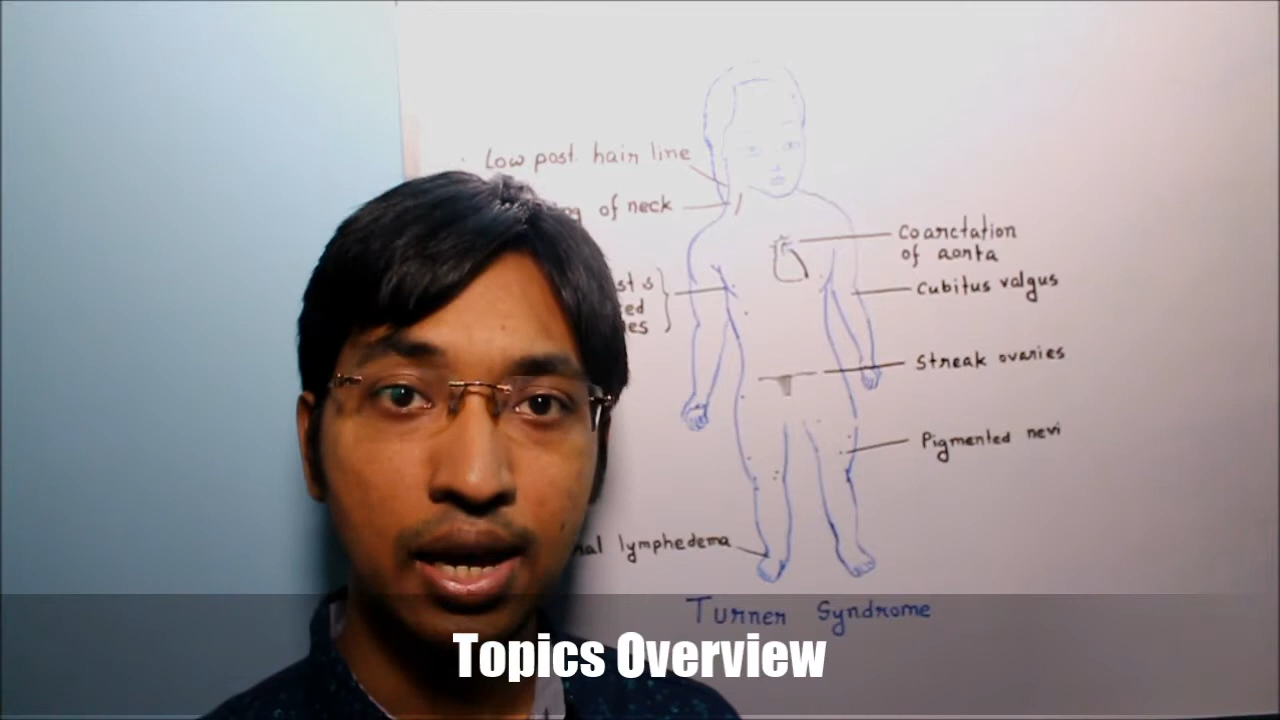 Low post. hair line
of neck
coarctation
of aorta
Cubitus valgus
Streak ovaries
Pigmented nevi
lymphedema
Turner Syndrome
Topics Overview